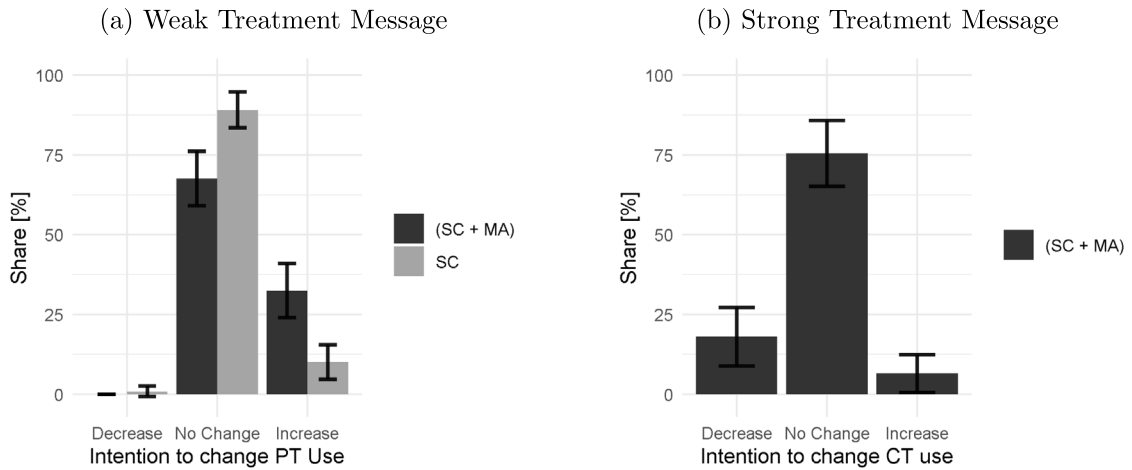 (a) Weak Treatment Message
100
75
50
25
0
Share [%]
Decrease No Change Increase
Intention to change PT Use
(SC + MA)
SC
(b) Strong Treatment Message
100
75
50
25
0
Share [%]
Decrease No Change Increase
Intention to change CT use
(SC + MA)